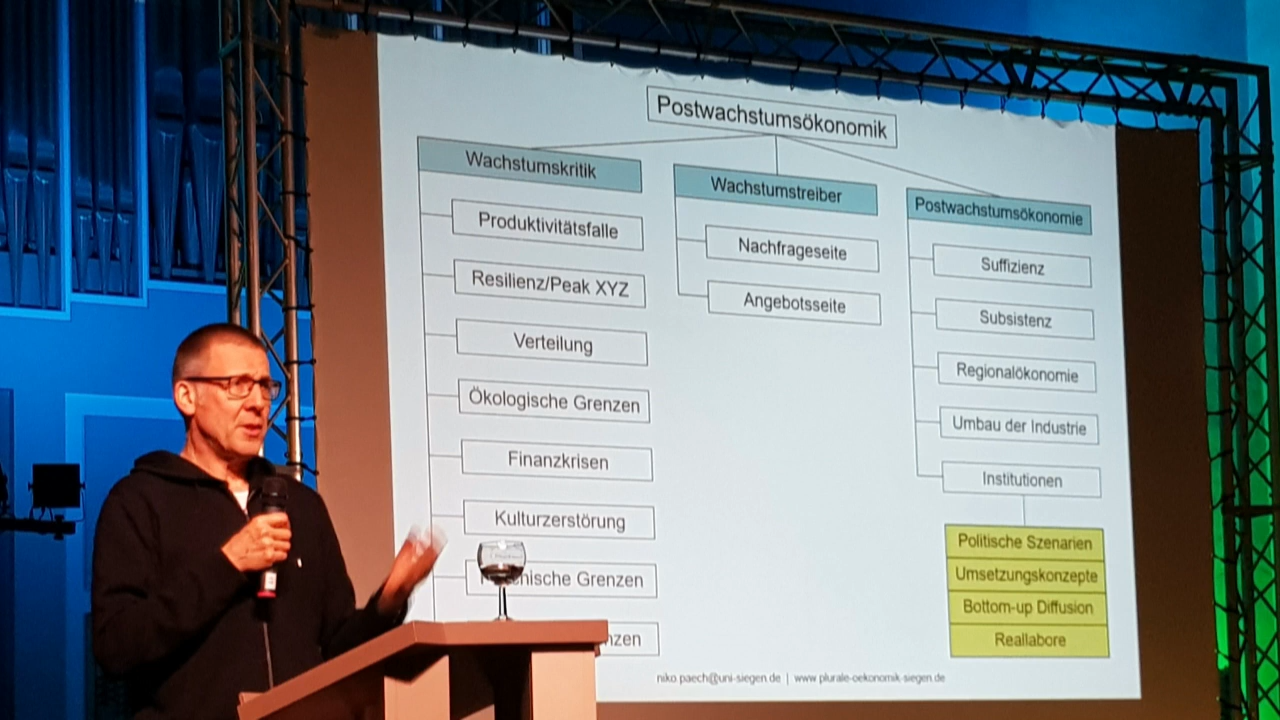 Postwachstumsökonomik
Wachstumskritik
Produktivitätsfalle
Resilienz/Peak XYZ
Verteilung
Ökologische Grenzen
Finanzkrisen
Kulturzerstörung
Grenzen
Wachstumstreiber
Nachfrageseite
Angebotsseite
Postwachstumsökonomie
Suffizienz
Subsistenz
Regionalökonomie
Umbau der Industrie
Institutionen
Politische Szenarien
Umsetzungskonzepte
Bottom-up Diffusion
Reallabore
niko.paech@uni-siegen.de | www.plurale-oekonomik-siegen.de